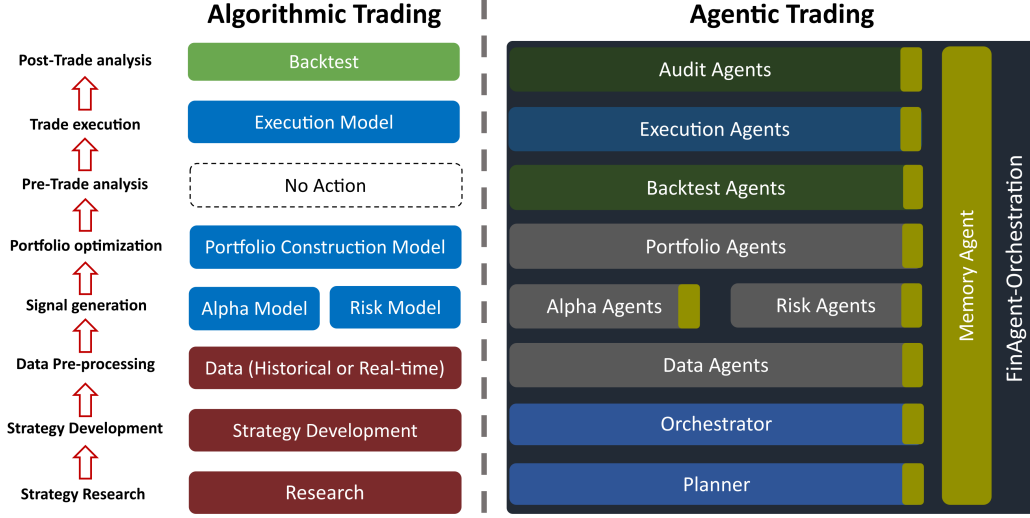 Algorithmic Trading
Agentic Trading
Post-Trade analysis
Backtest
Audit Agents
Trade execution
Execution Model
Execution Agents
Pre-Trade analysis
No Action
Backtest Agents
Portfolio optimization
Portfolio Construction Model
Portfolio Agents
Signal generation
Alpha Model
Risk Model
Alpha Agents
Risk Agents
Data Pre-processing
Data (Historical or Real-time)
Data Agents
Strategy Development
Strategy Development
Orchestrator
Strategy Research
Research
Planner
Memory Agent
FinAgent-Orchestration